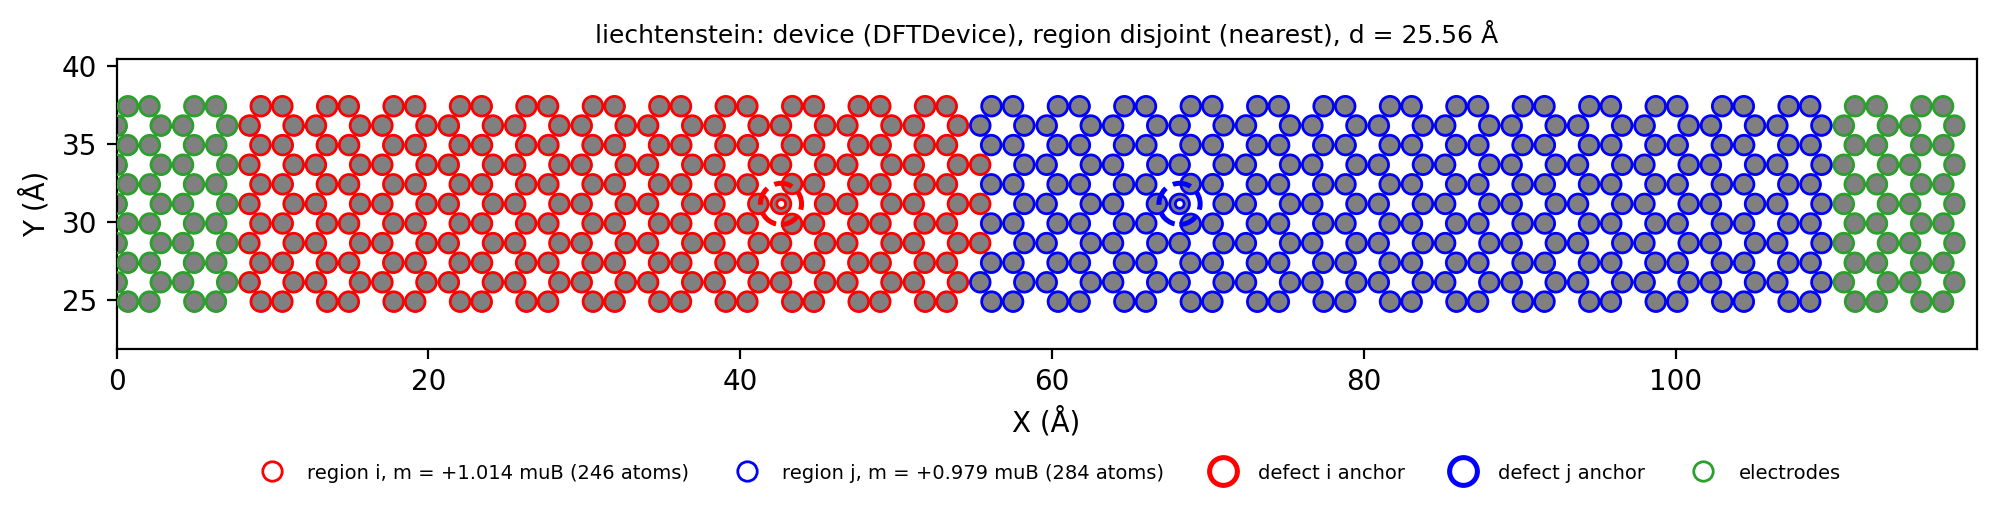 liechtenstein: device (DFTDevice), region disjoint (nearest), d = 25.56 Å
40
35
30
25
Y (Å)
0 20 40 60 80 100
X (Å)
region i, m = +1.014 muB (246 atoms) region j, m = +0.979 muB (284 atoms) defect i anchor defect j anchor electrodes